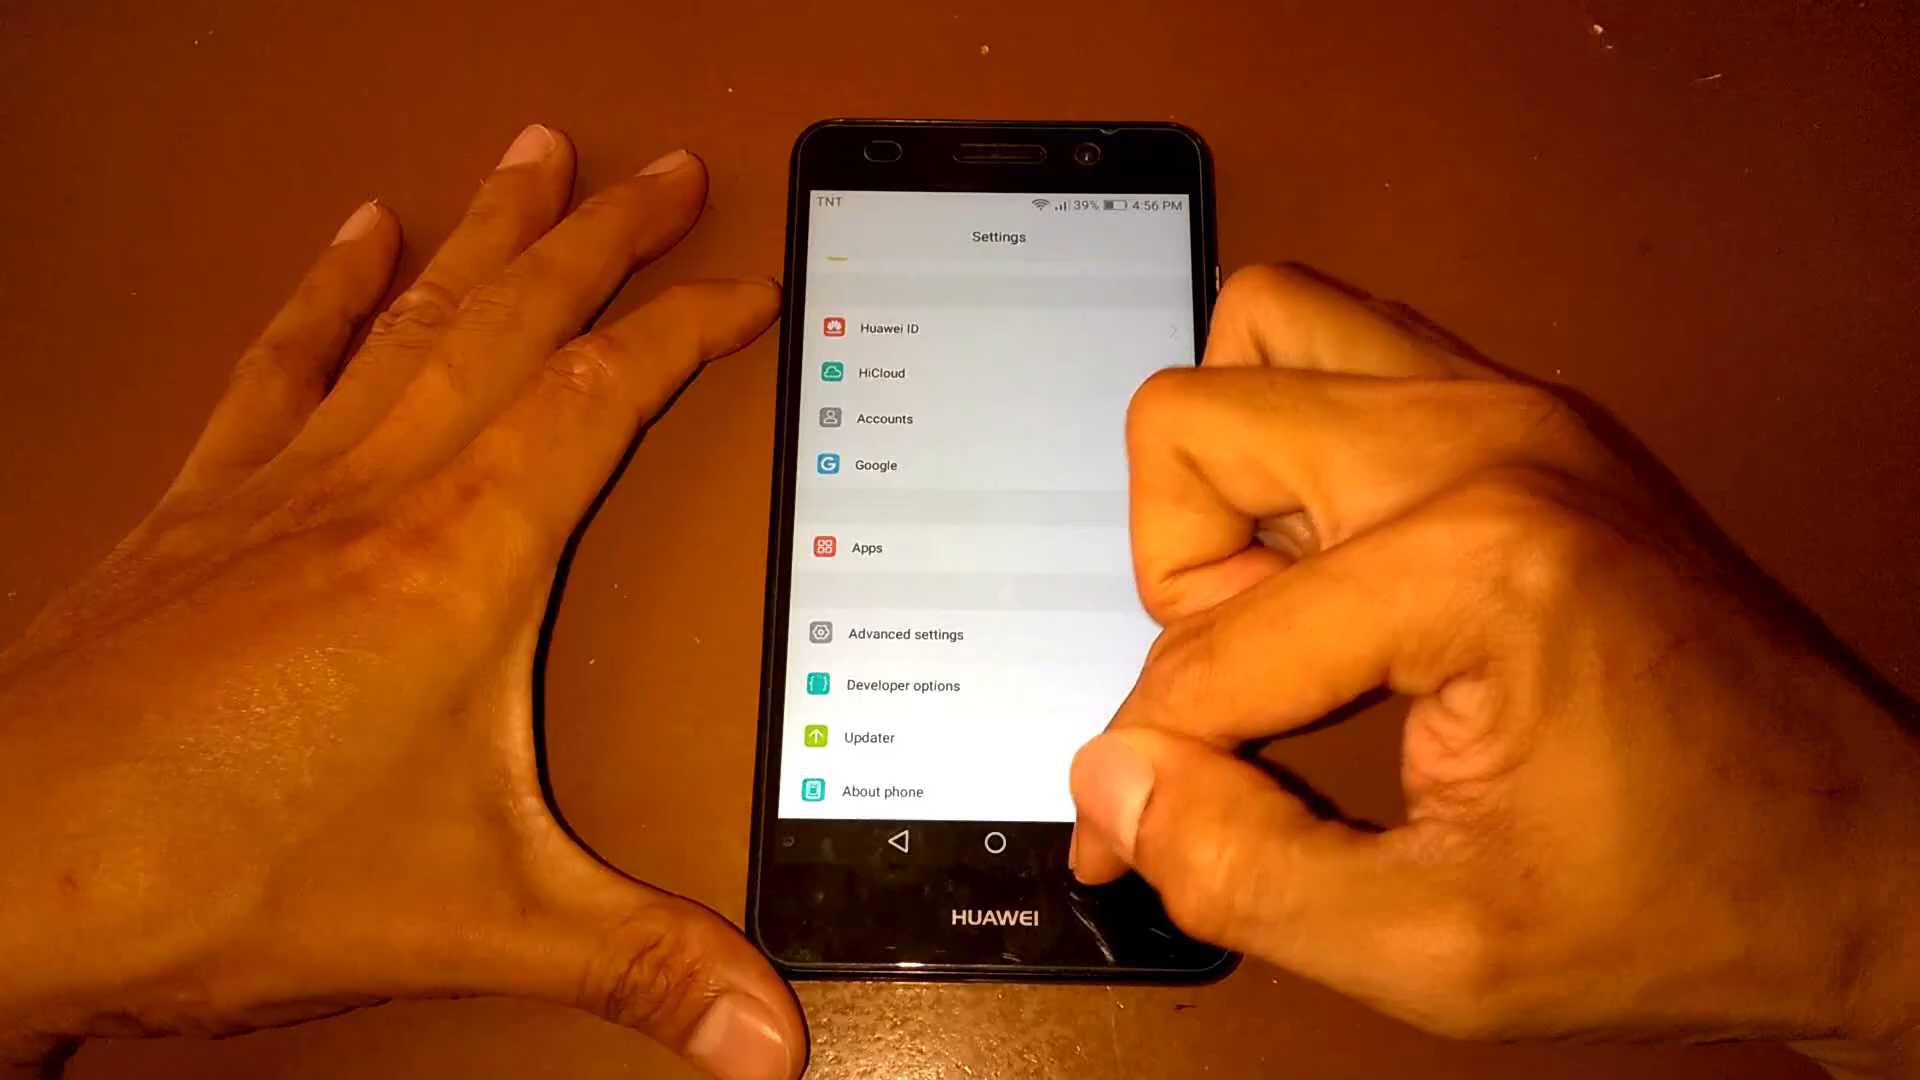 TNT 39% 4:56 PM
Settings
Huawei ID
HiCloud
Accounts
Google
Apps
Advanced settings
Developer options
Updater
About phone
HUAWEI